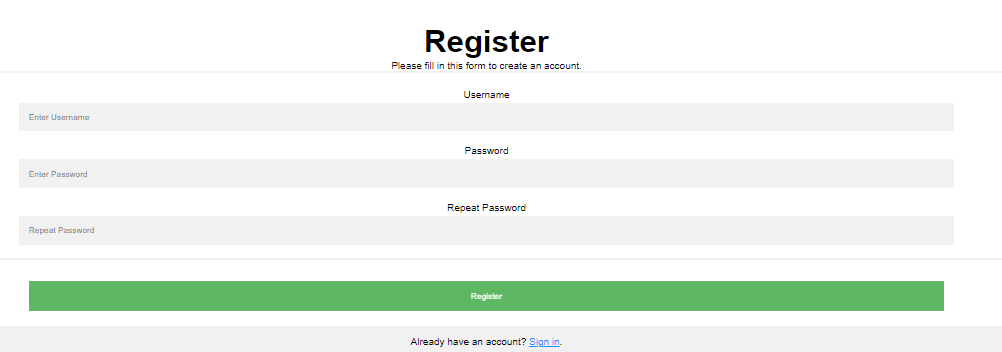 Register
Please fill in this form to create an account.
Username
Enter Username
Password
Enter Password
Repeat Password
Repeat Password
Register
Already have an account? Sign in.